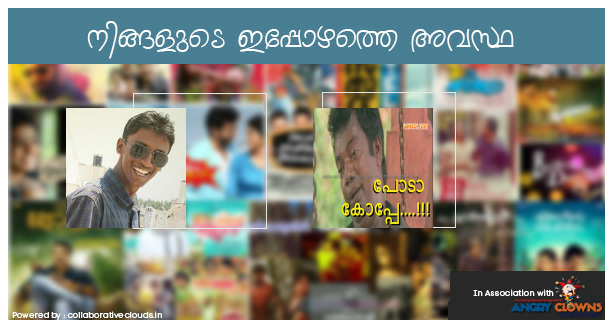 നിങ്ങളുടെ ഇപ്പോഴത്തെ അവസ്ഥ
പോടാ
കോപ്പേ....!!!
In Association with
ANGRY CLOWNS
Powered by : collaborativeclouds.in